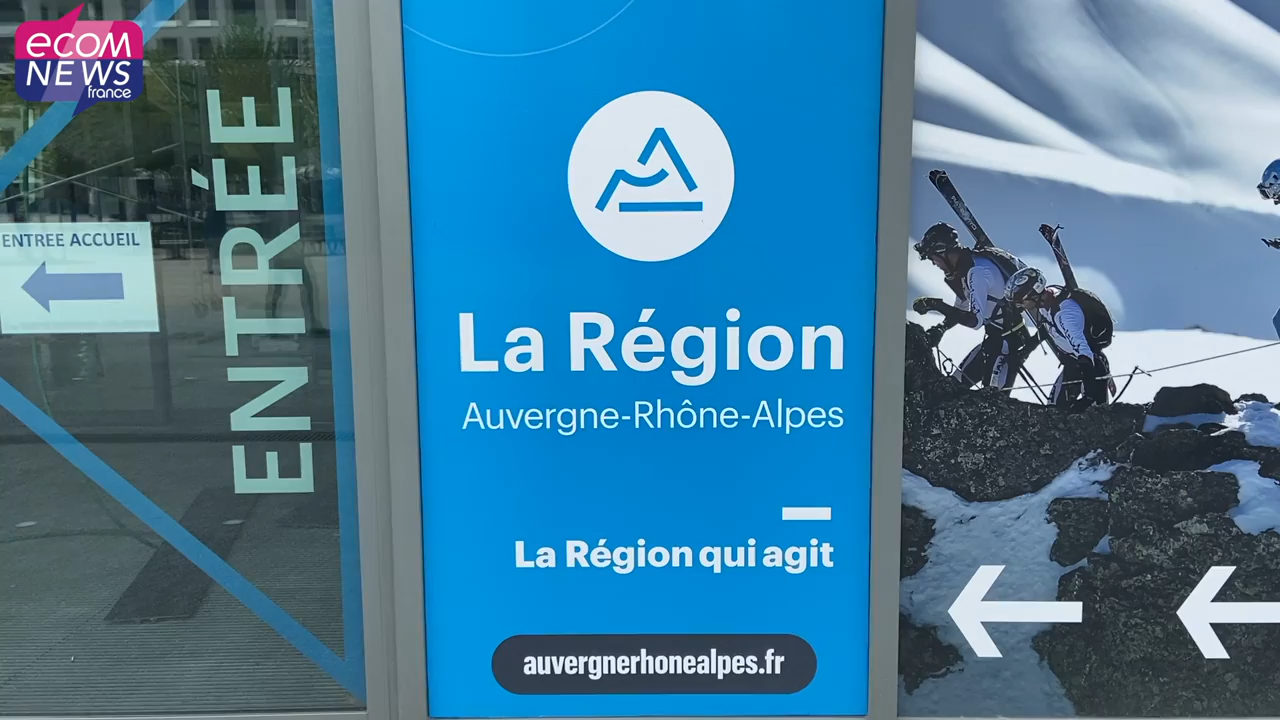 ecom
NEWS
france
ENTRÉE
ENTREE ACCUEIL
La Région
Auvergne-Rhône-Alpes
La Région qui agit
auvergnerhonealpes.fr